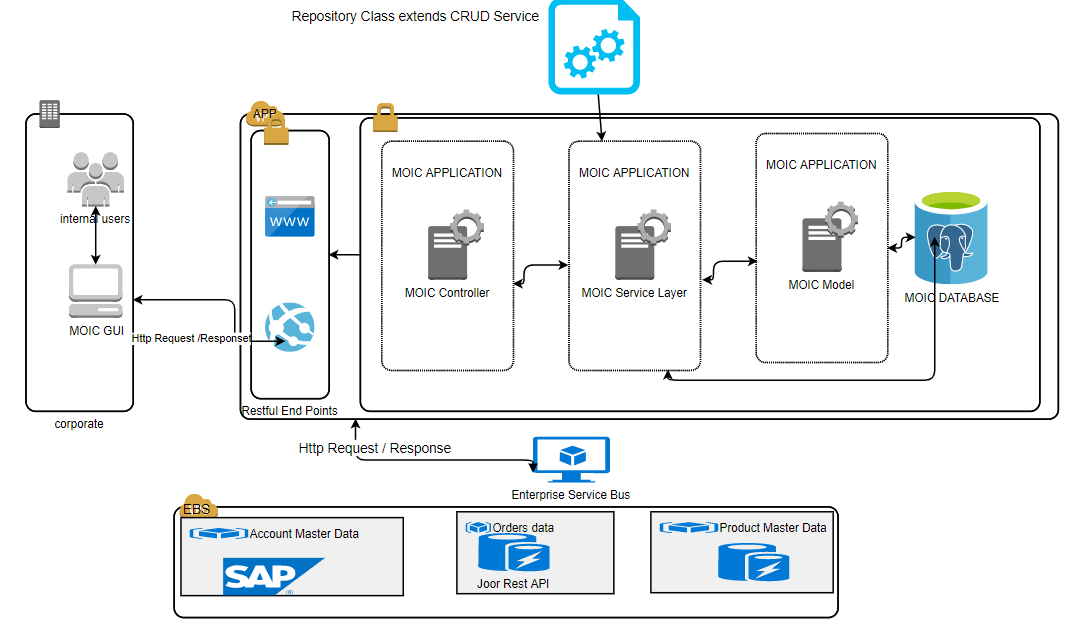 Repository Class extends CRUD Service
APP
MOIC APPLICATION
MOIC APPLICATION
MOIC APPLICATION
www
internal users
MOIC GUI
Http Request /Responset
MOIC Controller
MOIC Service Layer
MOIC Model
MOIC DATABASE
Restful End Points
corporate
Http Request / Response
Enterprise Service Bus
EBS
Account Master Data
SAP
®
Orders data
Joor Rest API
Product Master Data